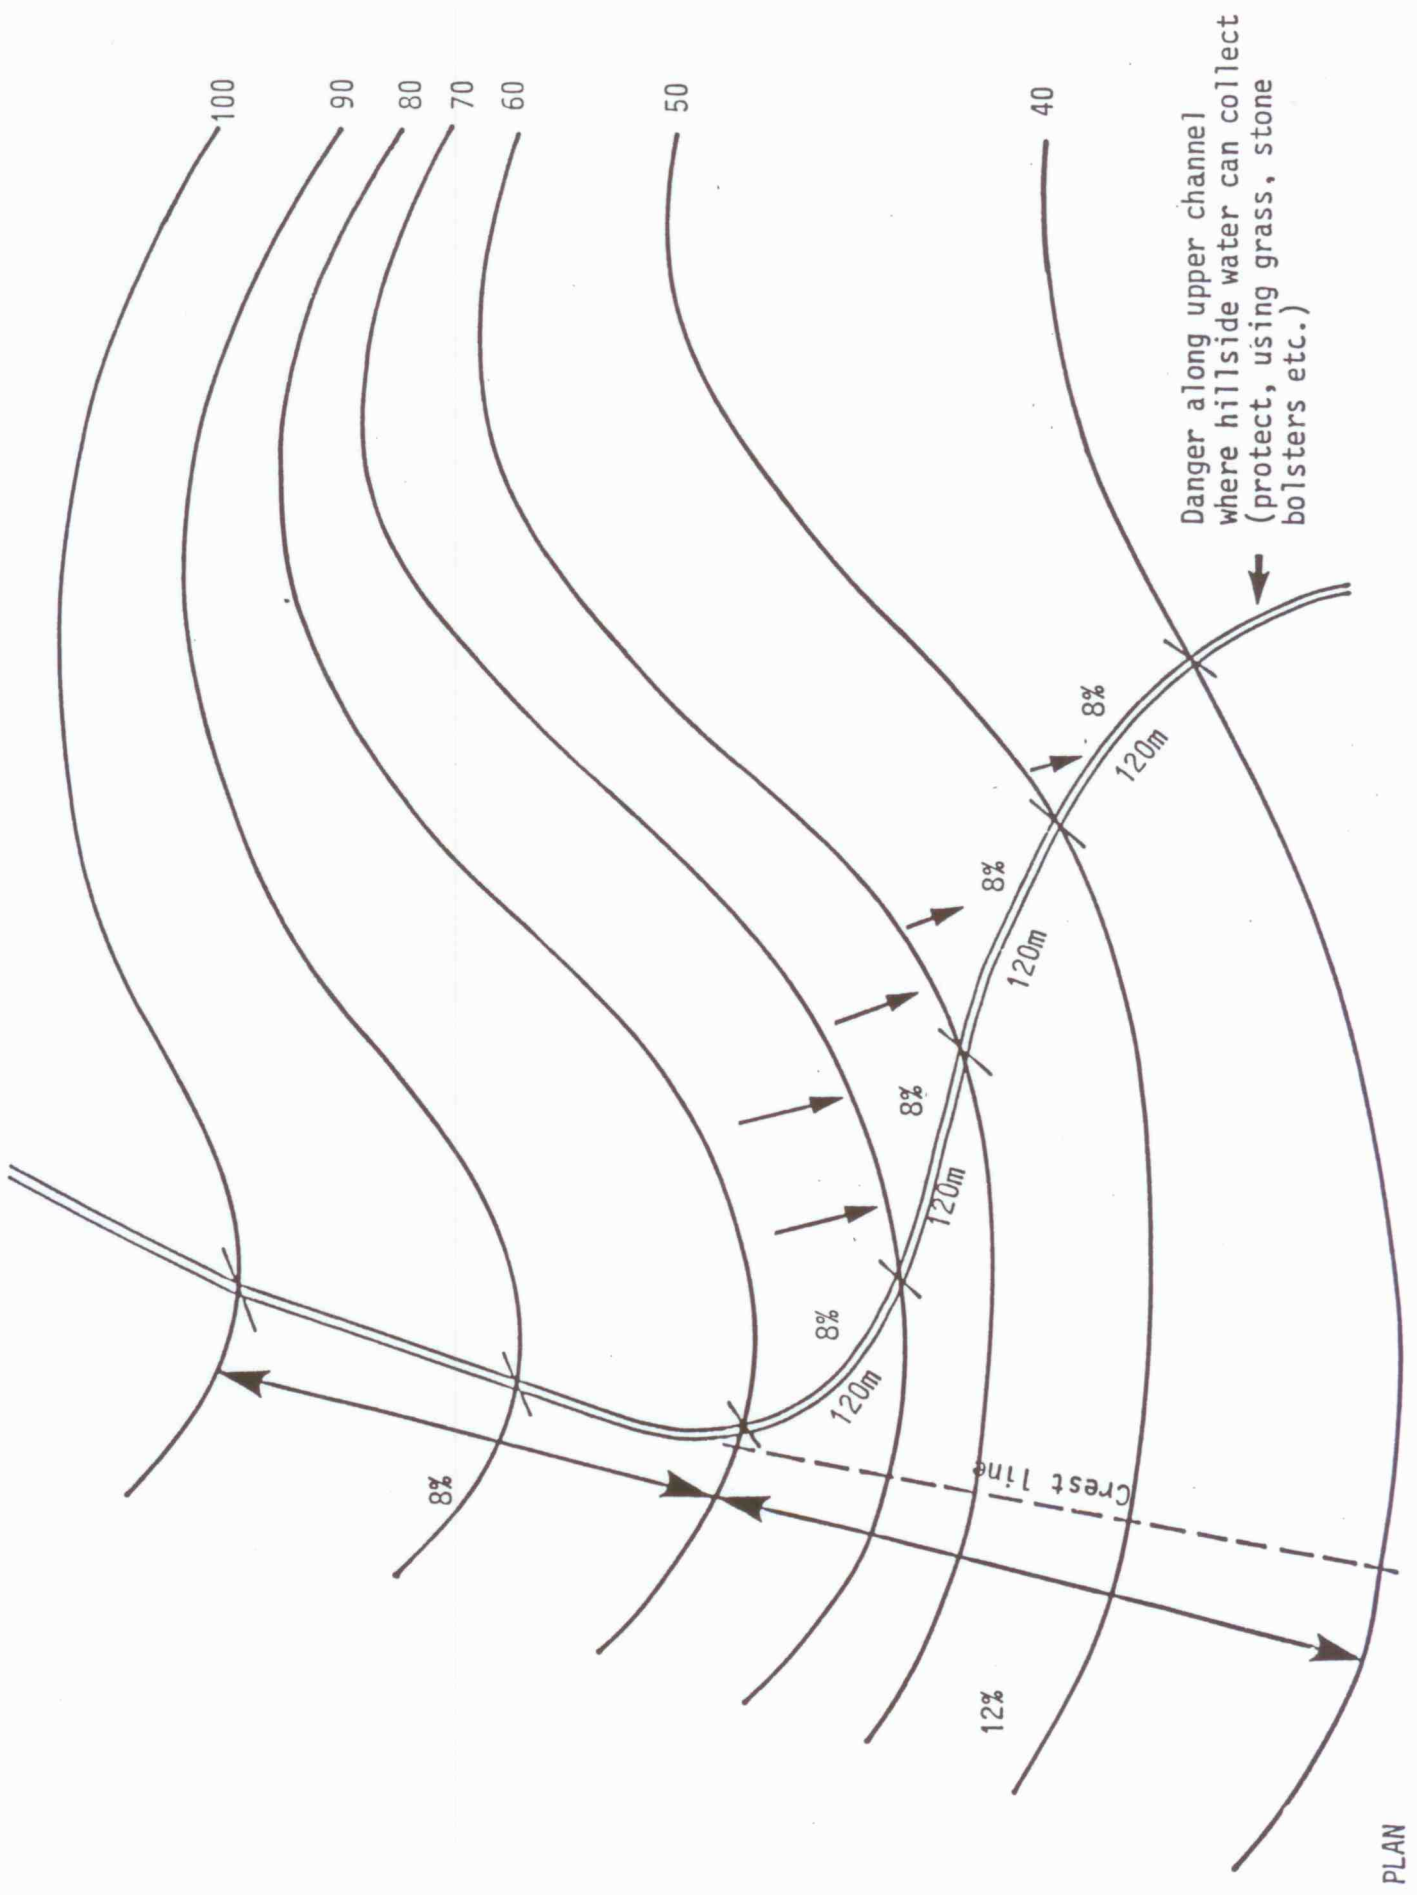 100
90
80
70
60
50
40
Danger along upper channel
where hillside water can collect
(protect, using grass, stone
bolsters etc.)
8%
120m
8%
120m
8%
120m
8%
120m
8%
Crest line
12%
PLAN